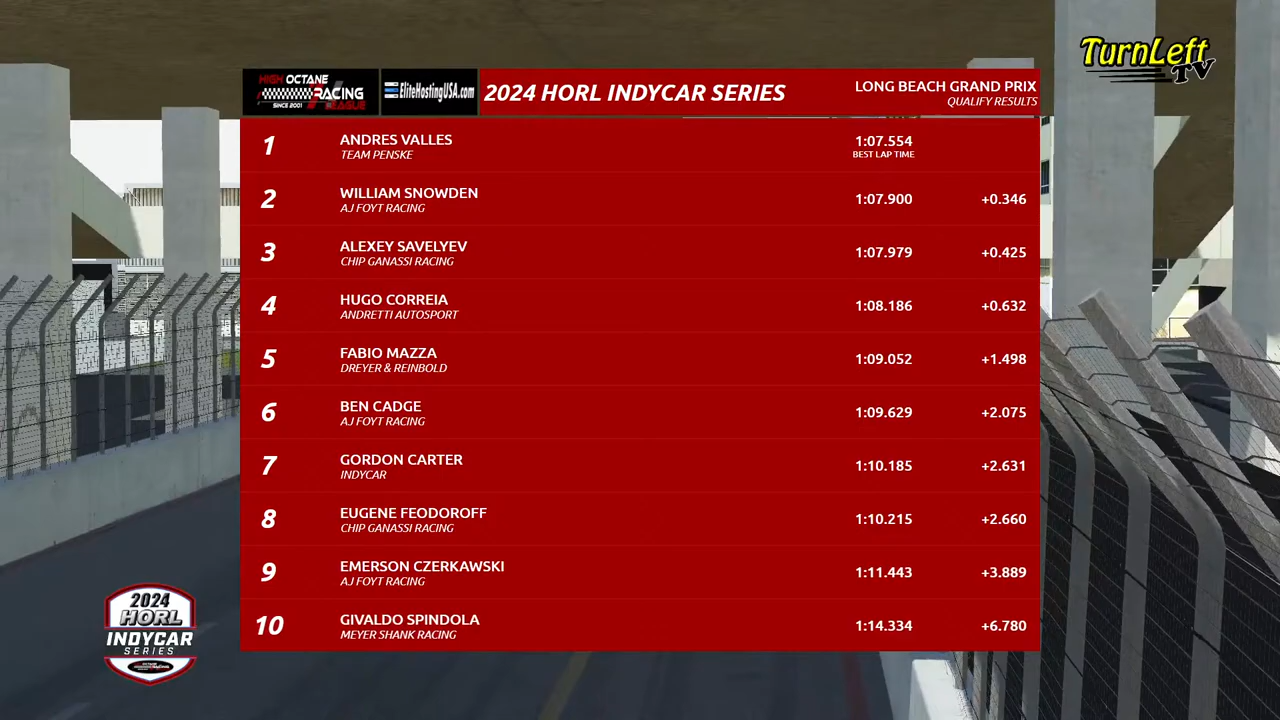 TurnLeft
TV
HIGH OCTANE
RACING
LEAGUE
SINCE 2001
EliteHostingUSA.com
2024 HORL INDYCAR SERIES
LONG BEACH GRAND PRIX
QUALIFY RESULTS
1 ANDRES VALLES 1:07.554
TEAM PENSKE BEST LAP TIME
2 WILLIAM SNOWDEN 1:07.900 +0.346
AJ FOYT RACING
3 ALEXEY SAVELYEV 1:07.979 +0.425
CHIP GANASSI RACING
4 HUGO CORREIA 1:08.186 +0.632
ANDRETTI AUTOSPORT
5 FABIO MAZZA 1:09.052 +1.498
DREYER & REINBOLD
6 BEN CADGE 1:09.629 +2.075
AJ FOYT RACING
7 GORDON CARTER 1:10.185 +2.631
INDYCAR
8 EUGENE FEODOROFF 1:10.215 +2.660
CHIP GANASSI RACING
9 EMERSON CZERKAWSKI 1:11.443 +3.889
AJ FOYT RACING
10 GIVALDO SPINDOLA 1:14.334 +6.780
MEYER SHANK RACING
2024
HORL
INDYCAR
SERIES